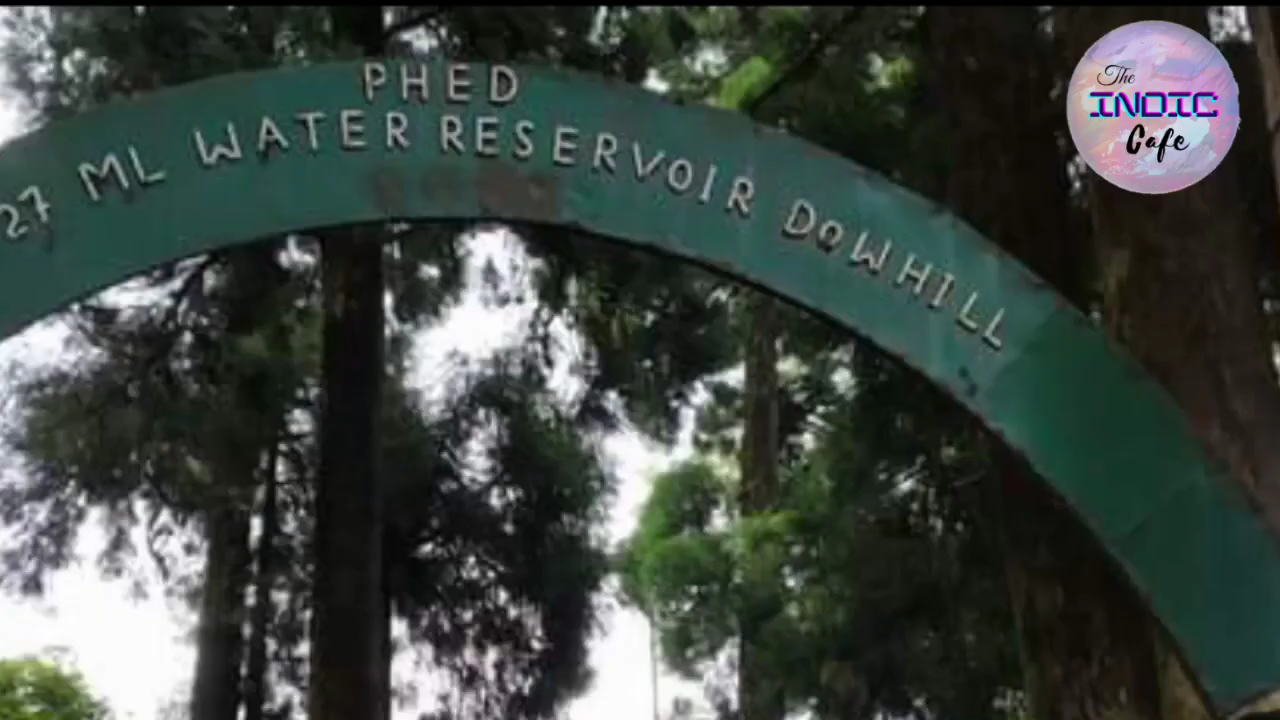 PHED
27 ML WATER RESERVOIR DOWHILL
The
INDIC
Cafe